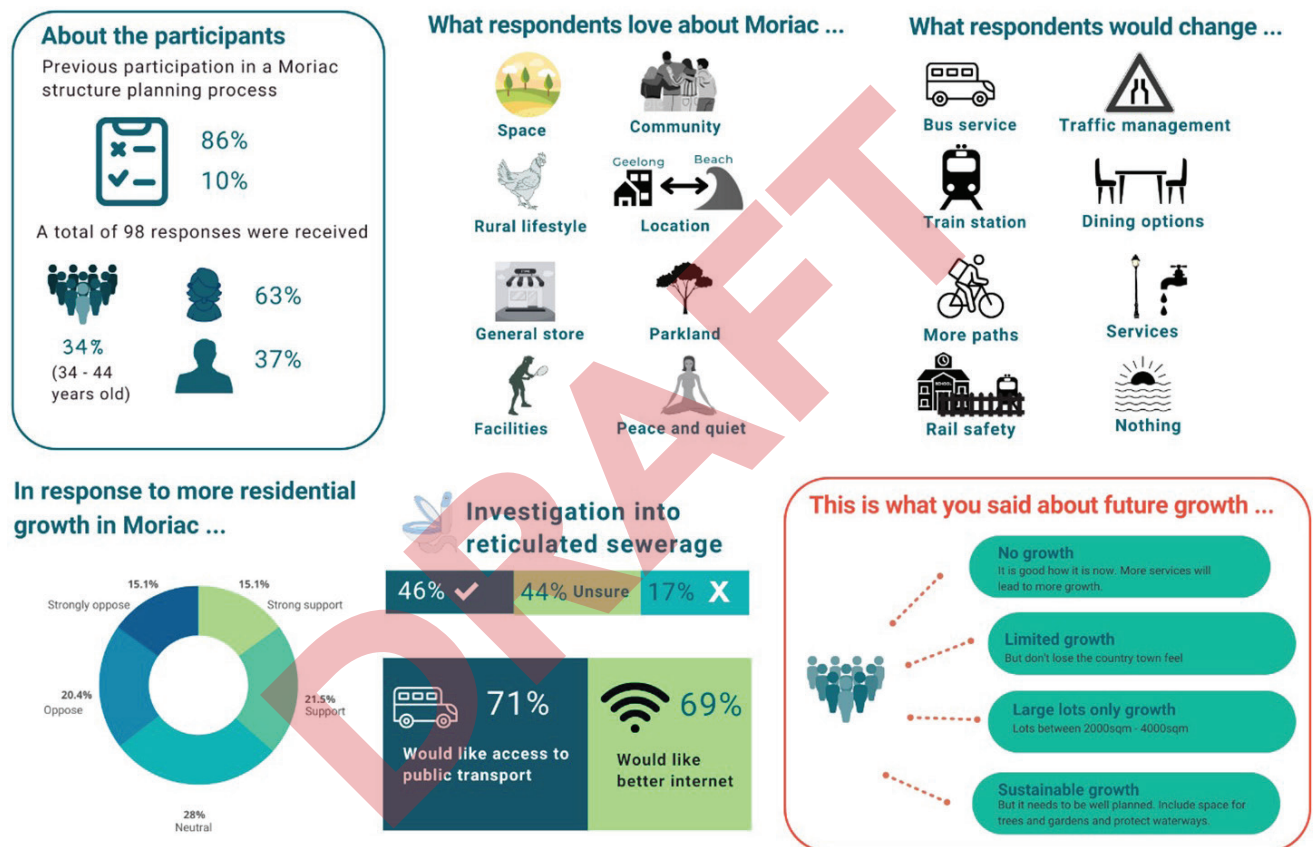 About the participants
Previous participation in a Moriac
structure planning process
86%
10%
A total of 98 responses were received
34%
(34 - 44
years old)
63%
37%
What respondents love about Moriac ...
Space
Community
Rural lifestyle
Geelong
Beach
Location
General store
Parkland
Facilities
Peace and quiet
What respondents would change ...
Bus service
Traffic management
Train station
Dining options
More paths
Services
SCHOOL
Rail safety
Nothing
In response to more residential
growth in Moriac ...
15.1%
Strongly oppose
15.1%
Strong support
20.4%
Oppose
21.5%
Support
28%
Neutral
Investigation into
reticulated sewerage
46%
44% Unsure
17% X
71%
Would like access to
public transport
69%
Would like
better internet
This is what you said about future growth ...
No growth
It is good how it is now. More services will
lead to more growth.
Limited growth
But don't lose the country town feel
Large lots only growth
Lots between 2000sqm - 4000sqm
Sustainable growth
But it needs to be well planned. Include space for
trees and gardens and protect waterways.
DRAFT